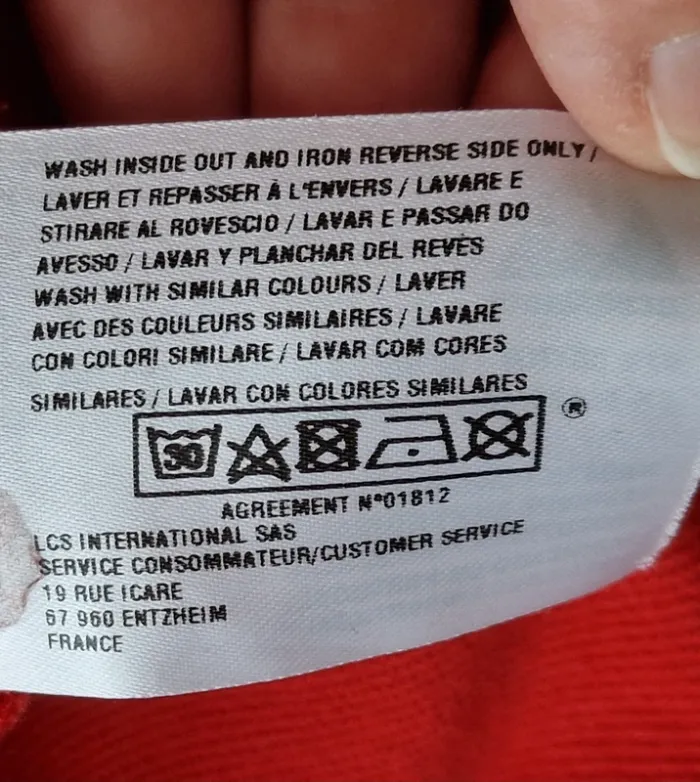 WASH INSIDE OUT AND IRON REVERSE SIDE ONLY /
LAVER ET REPASSER À L'ENVERS / LAVARE E
STIRARE AL ROVESCIO / LAVAR E PASSAR DO
AVESSO / LAVAR Y PLANCHAR DEL REVÉS
WASH WITH SIMILAR COLOURS / LAVER
AVEC DES COULEURS SIMILAIRES / LAVARE
CON COLORI SIMILARE / LAVAR COM CORES
SIMILARES / LAVAR CON COLORES SIMILARES
30 ®
AGREEMENT N°01812
LCS INTERNATIONAL SAS
SERVICE CONSOMMATEUR/CUSTOMER SERVICE
19 RUE ICARE
67 960 ENTZHEIM
FRANCE